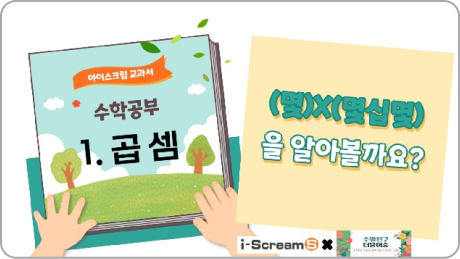 아이스크림 교과서
수학공부
1. 곱셈
(몇)X(몇십몇)
을 알아볼까요?
i-Scream S X